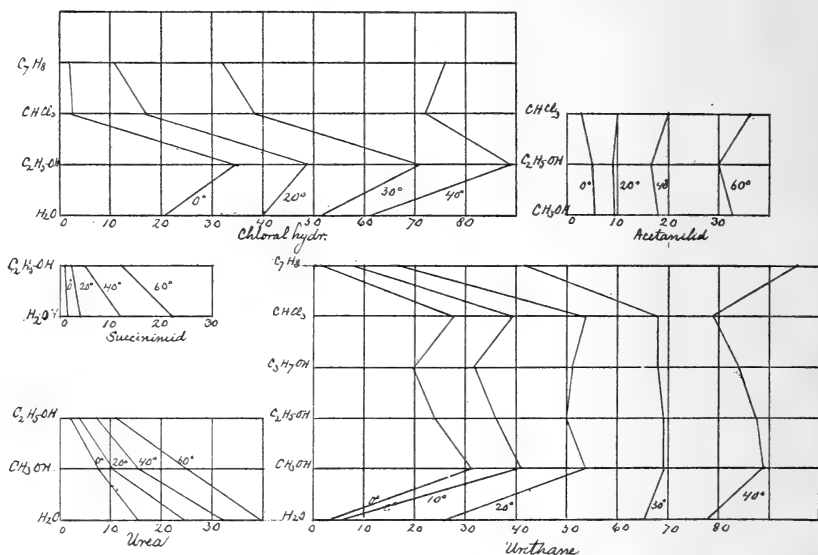 C₇H₈
CHCl₃
C₂H₅OH
H₂O
0° 20° 30° 40°
0 10 20 30 40 50 60 70 80
Chloral hydr.
CHCl₃
C₂H₅OH
CH₃OH
0° 20° 40° 60°
0 10 20 30
Acetanilid
C₂H₅OH
H₂O
0 20° 40° 60°
0 10 20 30
Succinimid
C₂H₅OH
CH₃OH
H₂O
0° 20° 40° 60°
0 10 20 30
Urea
C₇H₈
CHCl₃
C₃H₇OH
C₂H₅OH
CH₃OH
H₂O
0° 10° 20° 30° 40°
0 10 20 30 40 50 60 70 80
Urethane